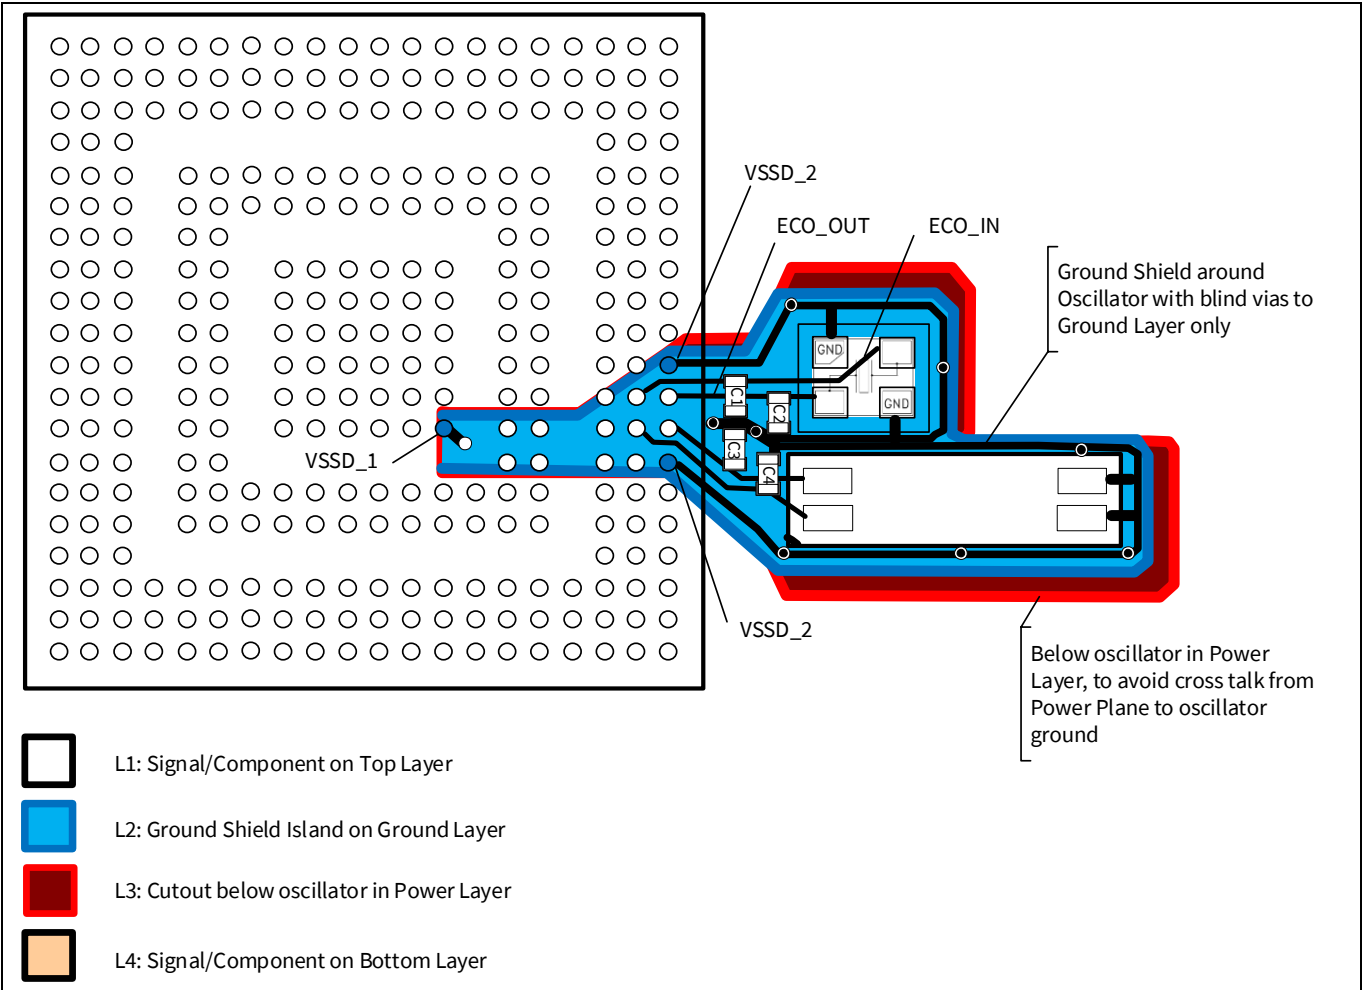 VSSD_2
ECO_OUT
ECO_IN
Ground Shield around
Oscillator with blind vias to
Ground Layer only
GND
GND
C1
C2
C3
C4
VSSD_1
VSSD_2
Below oscillator in Power
Layer, to avoid cross talk from
Power Plane to oscillator
ground
L1: Signal/Component on Top Layer
L2: Ground Shield Island on Ground Layer
L3: Cutout below oscillator in Power Layer
L4: Signal/Component on Bottom Layer